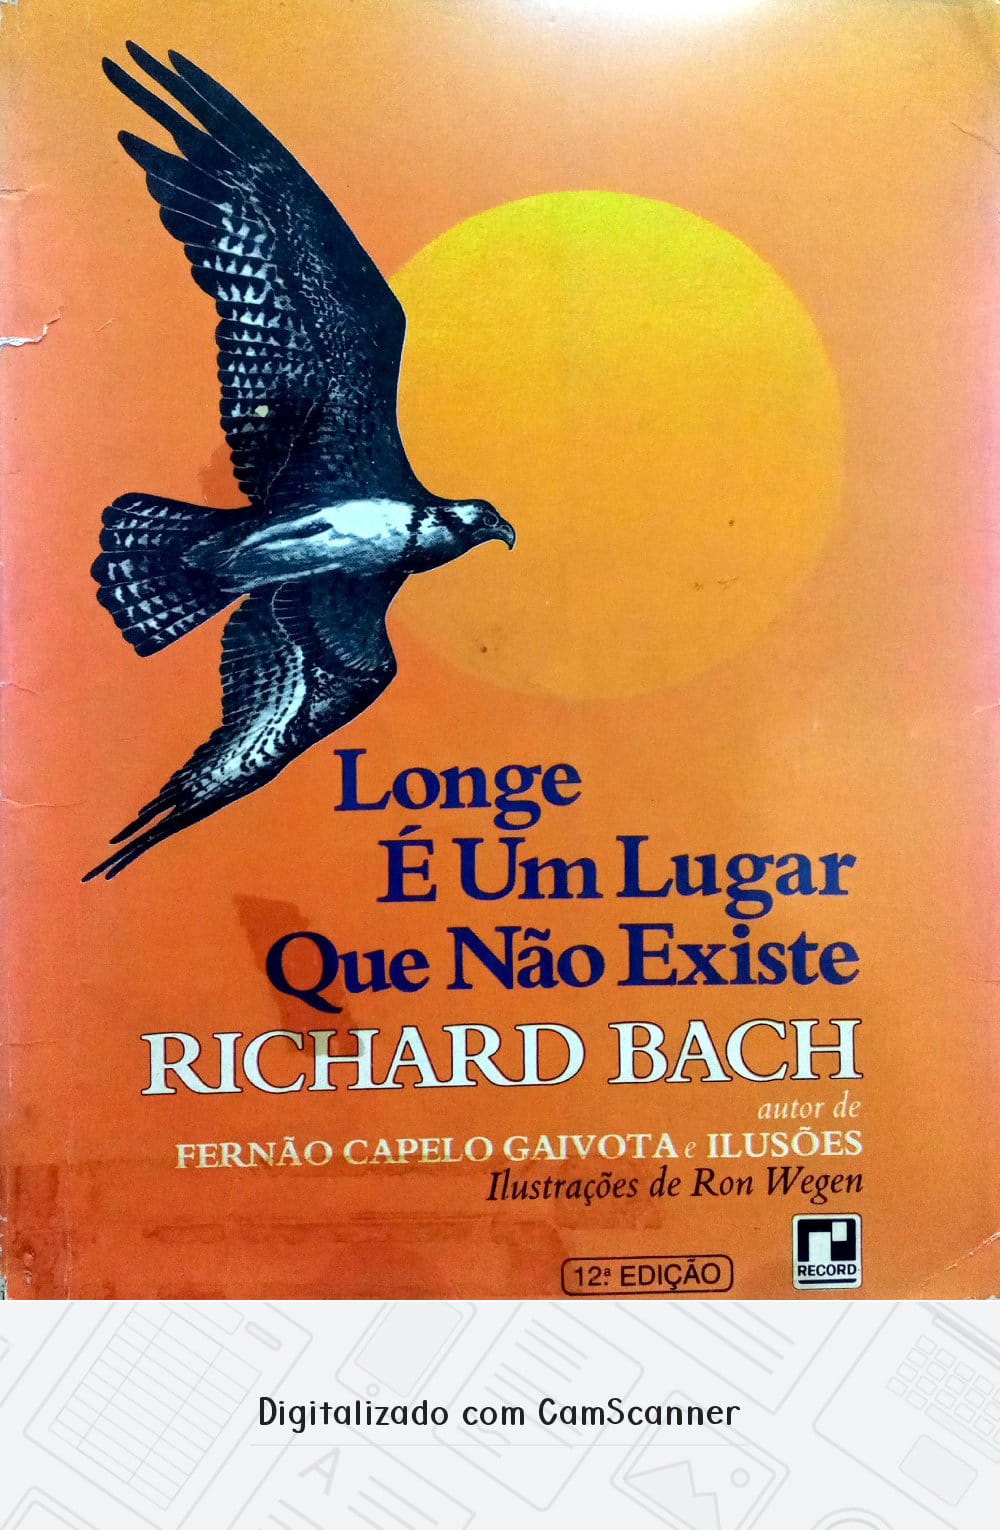 Longe
É Um Lugar
Que Não Existe
RICHARD BACH
autor de
FERNÃO CAPELO GAIVOTA e ILUSÕES
Ilustrações de Ron Wegen
RECORD
12ª EDIÇÃO
Digitalizado com CamScanner